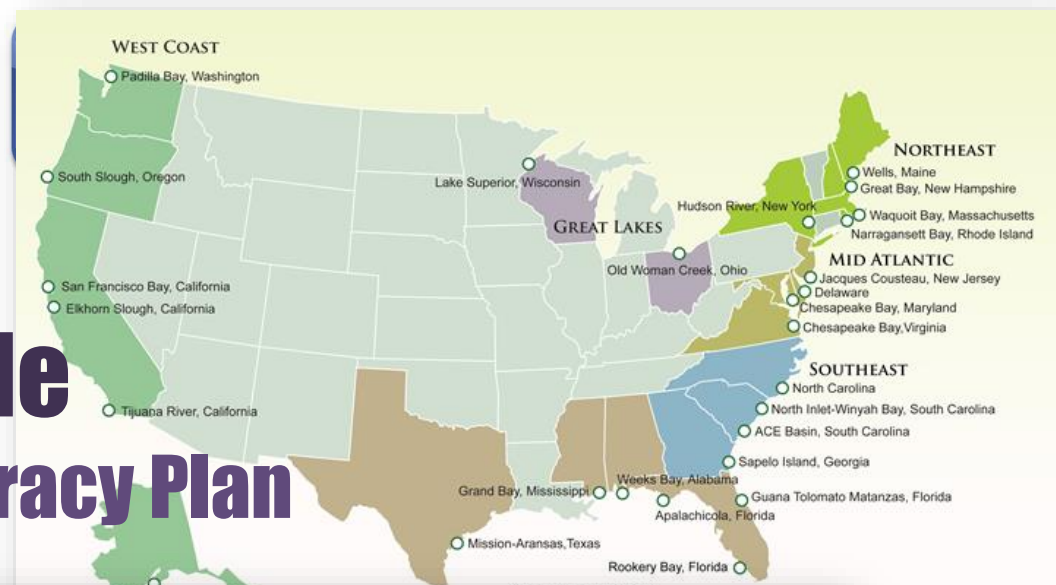 WEST COAST
Padilla Bay, Washington
South Slough, Oregon
San Francisco Bay, California
Elkhorn Slough, California
Tijuana River, California
Lake Superior, Wisconsin
GREAT LAKES
Old Woman Creek, Ohio
NORTHEAST
Wells, Maine
Great Bay, New Hampshire
Hudson River, New York
Waquoit Bay, Massachusetts
Narragansett Bay, Rhode Island
MID ATLANTIC
Jacques Cousteau, New Jersey
Delaware
Chesapeake Bay, Maryland
Chesapeake Bay,Virginia
SOUTHEAST
North Carolina
North Inlet-Winyah Bay, South Carolina
ACE Basin, South Carolina
Sapelo Island, Georgia
Grand Bay, Mississippi
Weeks Bay, Alabama
Guana Tolomato Matanzas, Florida
Apalachicola, Florida
Mission-Aransas,Texas
Rookery Bay, Florida
Plan